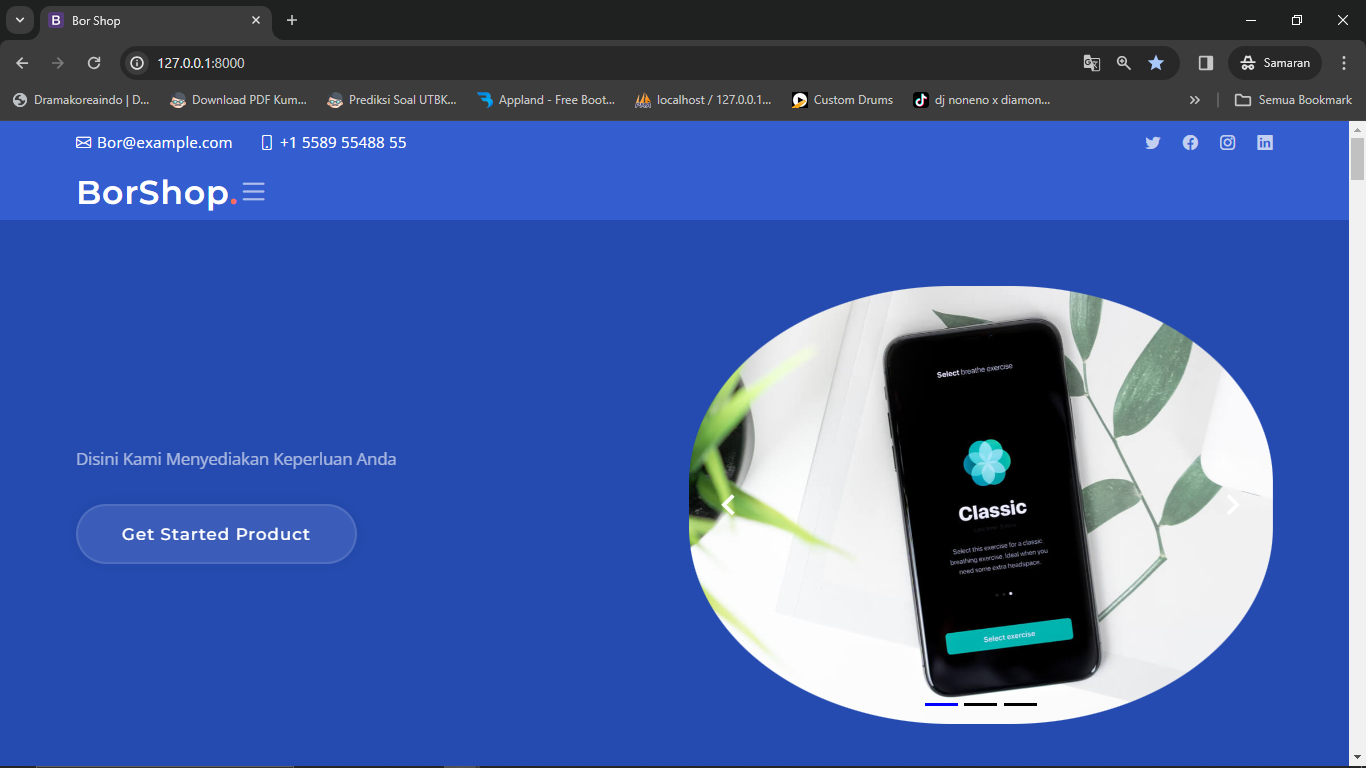 Bor Shop
127.0.0.1:8000
Samaran
Dramakoreaindo | D...
Download PDF Kum...
Prediksi Soal UTBK...
Appland - Free Boot...
localhost / 127.0.0.1...
Custom Drums
dj noneno x diamon...
Semua Bookmark
Bor@example.com
+1 5589 55488 55
BorShop.
Disini Kami Menyediakan Keperluan Anda
Get Started Product
Select breathe exercise
Classic
Select this exercise for a classic
breathing exercise. Ideal when you
need some extra headspace.
Select exercise